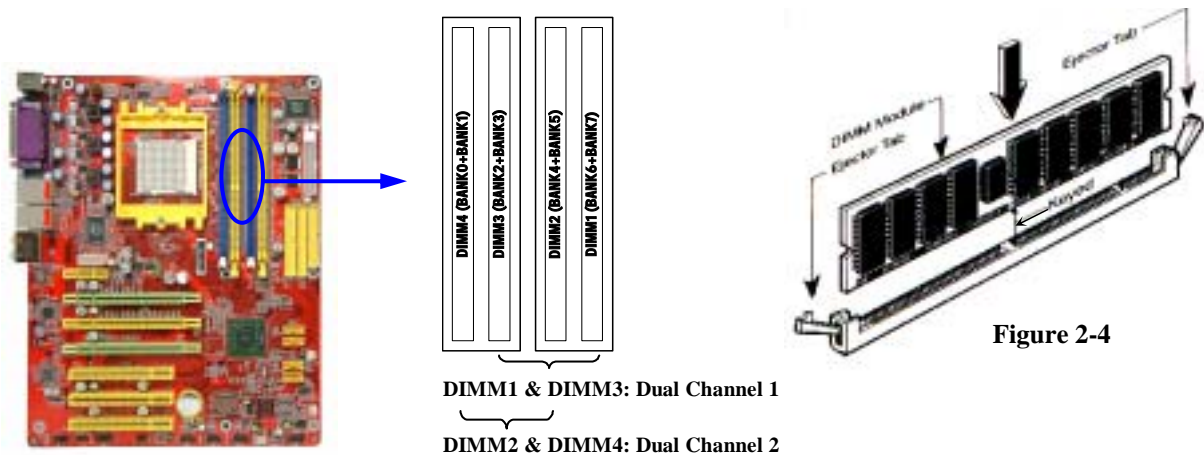 DIMM4 (BANK0+BANK1)
DIMM3 (BANK2+BANK3)
DIMM2 (BANK4+BANK5)
DIMM1 (BANK6+BANK7)
DIMM1 & DIMM3: Dual Channel 1
DIMM2 & DIMM4: Dual Channel 2
Ejector Tab
DIMM Module
Ejector Tab
Keyed
Figure 2-4